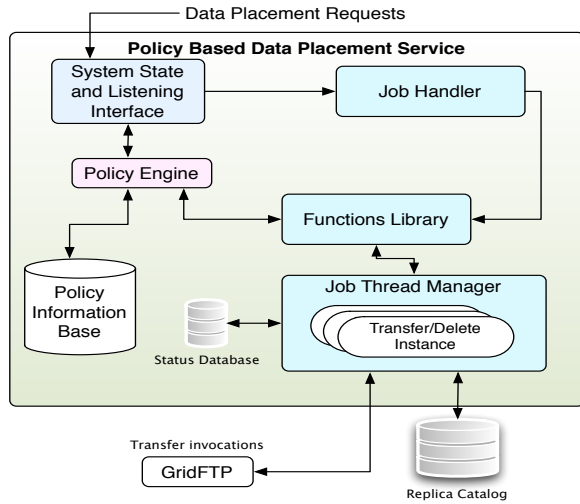 Data Placement Requests
Policy Based Data Placement Service
System State
and Listening
Interface
Job Handler
Policy Engine
Functions Library
Policy
Information
Base
Job Thread Manager
Transfer/Delete
Instance
Status Database
Transfer invocations
GridFTP
Replica Catalog